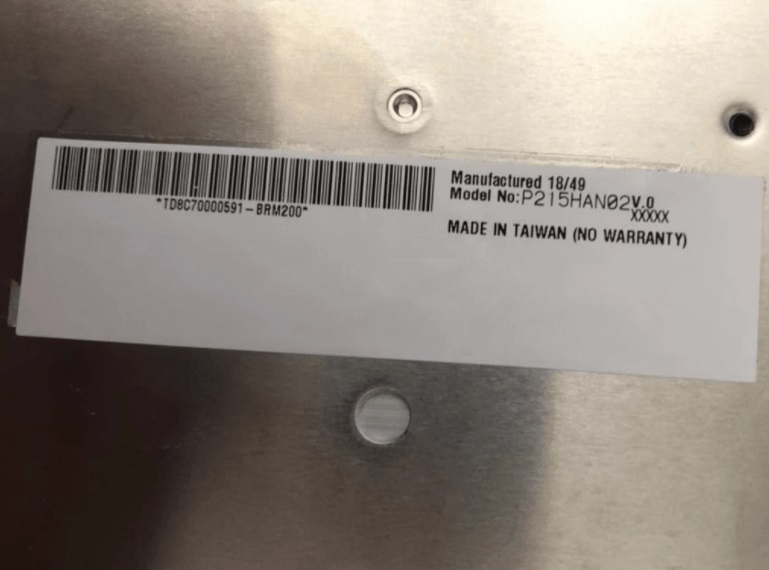 *TD8C70000591-BRM200*
Manufactured 18/49
Model No:P215HAN02V.0
XXXXX
MADE IN TAIWAN (NO WARRANTY)